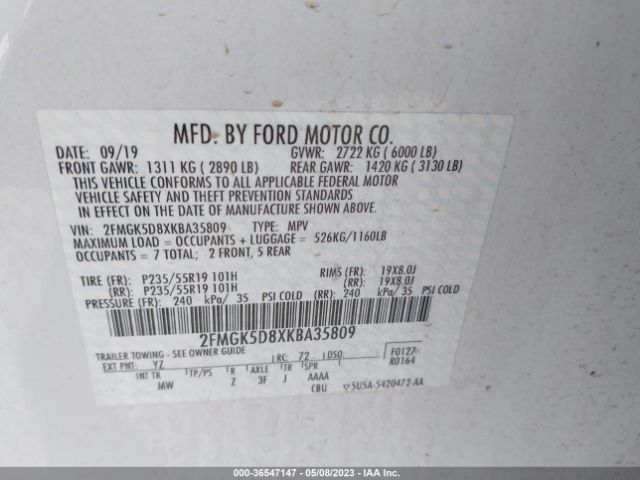 MFD. BY FORD MOTOR CO.
DATE: 09/19 GVWR: 2722 KG ( 6000 LB)
FRONT GAWR: 1311 KG ( 2890 LB) REAR GAWR: 1420 KG ( 3130 LB)
THIS VEHICLE CONFORMS TO ALL APPLICABLE FEDERAL MOTOR
VEHICLE SAFETY AND THEFT PREVENTION STANDARDS
IN EFFECT ON THE DATE OF MANUFACTURE SHOWN ABOVE.
VIN: 2FMGK5D8XKBA35809 TYPE: MPV
MAXIMUM LOAD = OCCUPANTS + LUGGAGE = 526KG/1160LB
OCCUPANTS = 7 TOTAL; 2 FRONT, 5 REAR
TIRE (FR): P235/55R19 101H RIMS (FR): 19X8.0J
(RR): P235/55R19 101H (RR): 19X8.0J
PRESSURE (FR): 240 kPa/ 35 PSI COLD (RR): 240 kPa/ 35 PSI COLD
2FMGK5D8XKBA35809
TRAILER TOWING - SEE OWNER GUIDE
EXT PNT: YZ RC: 72 DSO: F0127
INT TR TP/PS R AXLE TR SPR R0164
MW Z 3F J AAAA
CBU 5U5A-5420472-AA
000-36547147 - 05/08/2023 - IAAI.COM